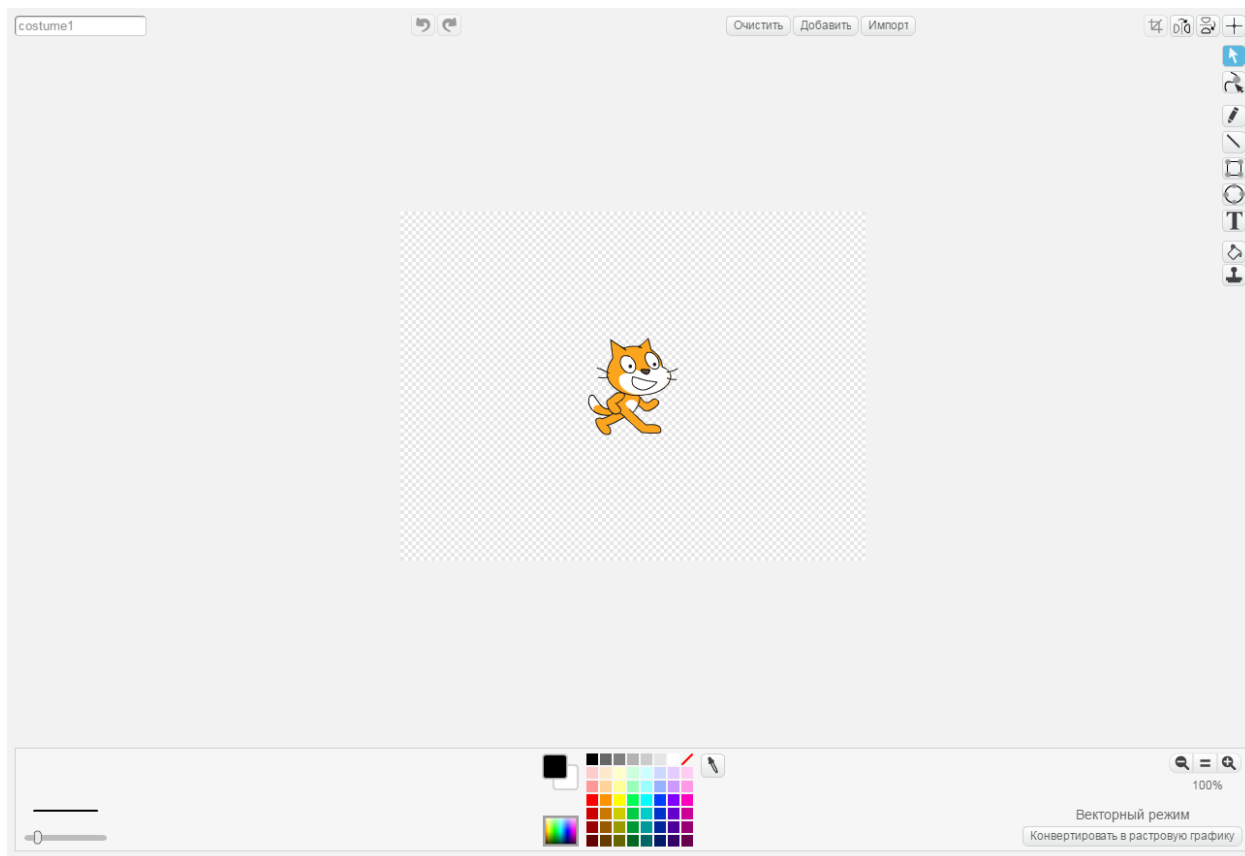 costume1
Очистить
Добавить
Импорт
T
100%
Векторный режим
Конвертировать в растровую графику